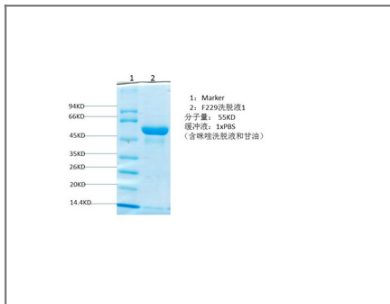 1 2
94KD
66KD
45KD
35KD
26KD
20KD
14.4KD
1：Marker
2：F229洗脱液1
分子量： 55KD
缓冲液：1xPBS
（含咪唑洗脱液和甘油）